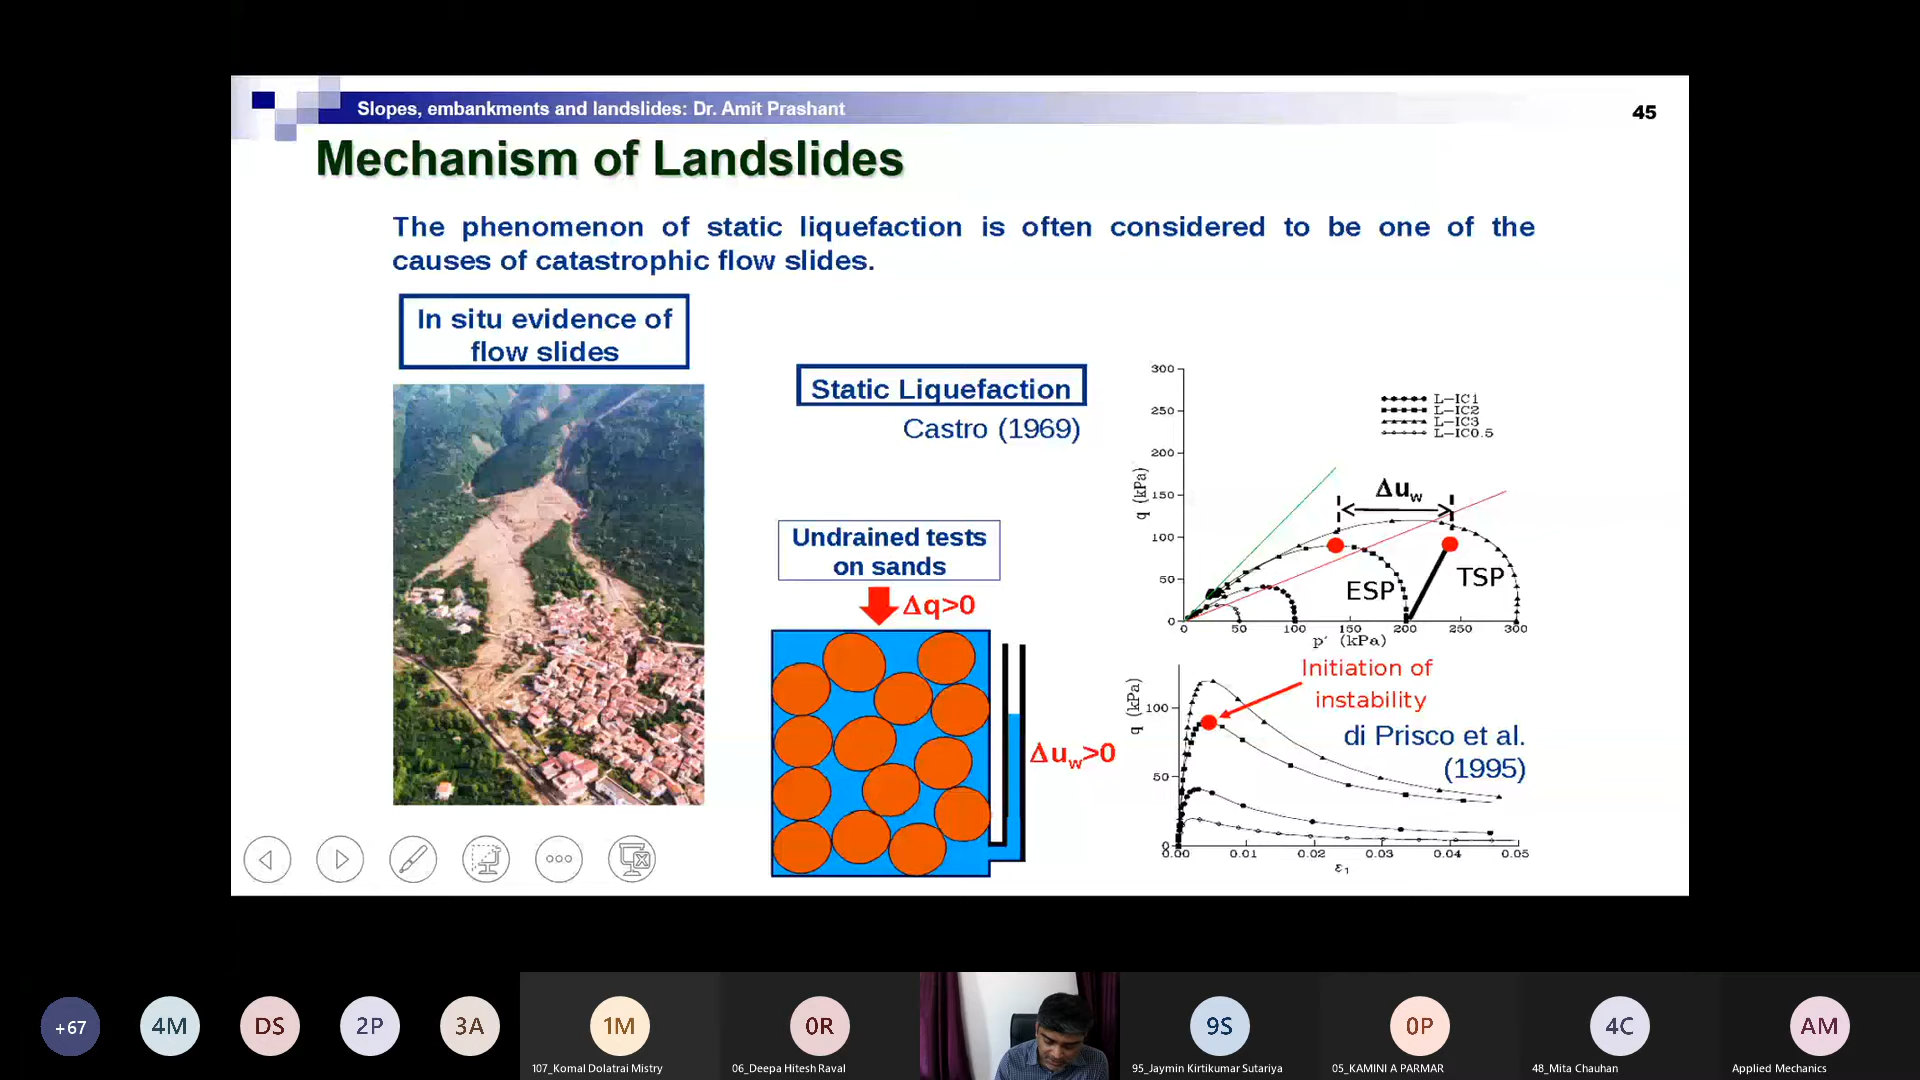 Slopes, embankments and landslides: Dr. Amit Prashant
45
Mechanism of Landslides
The phenomenon of static liquefaction is often considered to be one of the
causes of catastrophic flow slides.
In situ evidence of
flow slides
Static Liquefaction
Castro (1969)
Undrained tests
on sands
Δq>0
Δuw>0
300
250
200
150
100
50
0
q (kPa)
L-IC1
L-IC2
L-IC3
L-IC0.5
Δuw
ESP
TSP
0 50 100 150 200 250 300
p' (kPa)
Initiation of
instability
di Prisco et al.
(1995)
q (kPa)
100
50
0
0.00 0.01 0.02 0.03 0.04 0.05
ε1
+67
4M
DS
2P
3A
1M
0R
9S
0P
4C
AM
107_Komal Dolatrai Mistry
06_Deepa Hitesh Raval
95_Jaymin Kirtikumar Sutariya
05_KAMINI A PARMAR
48_Mita Chauhan
Applied Mechanics